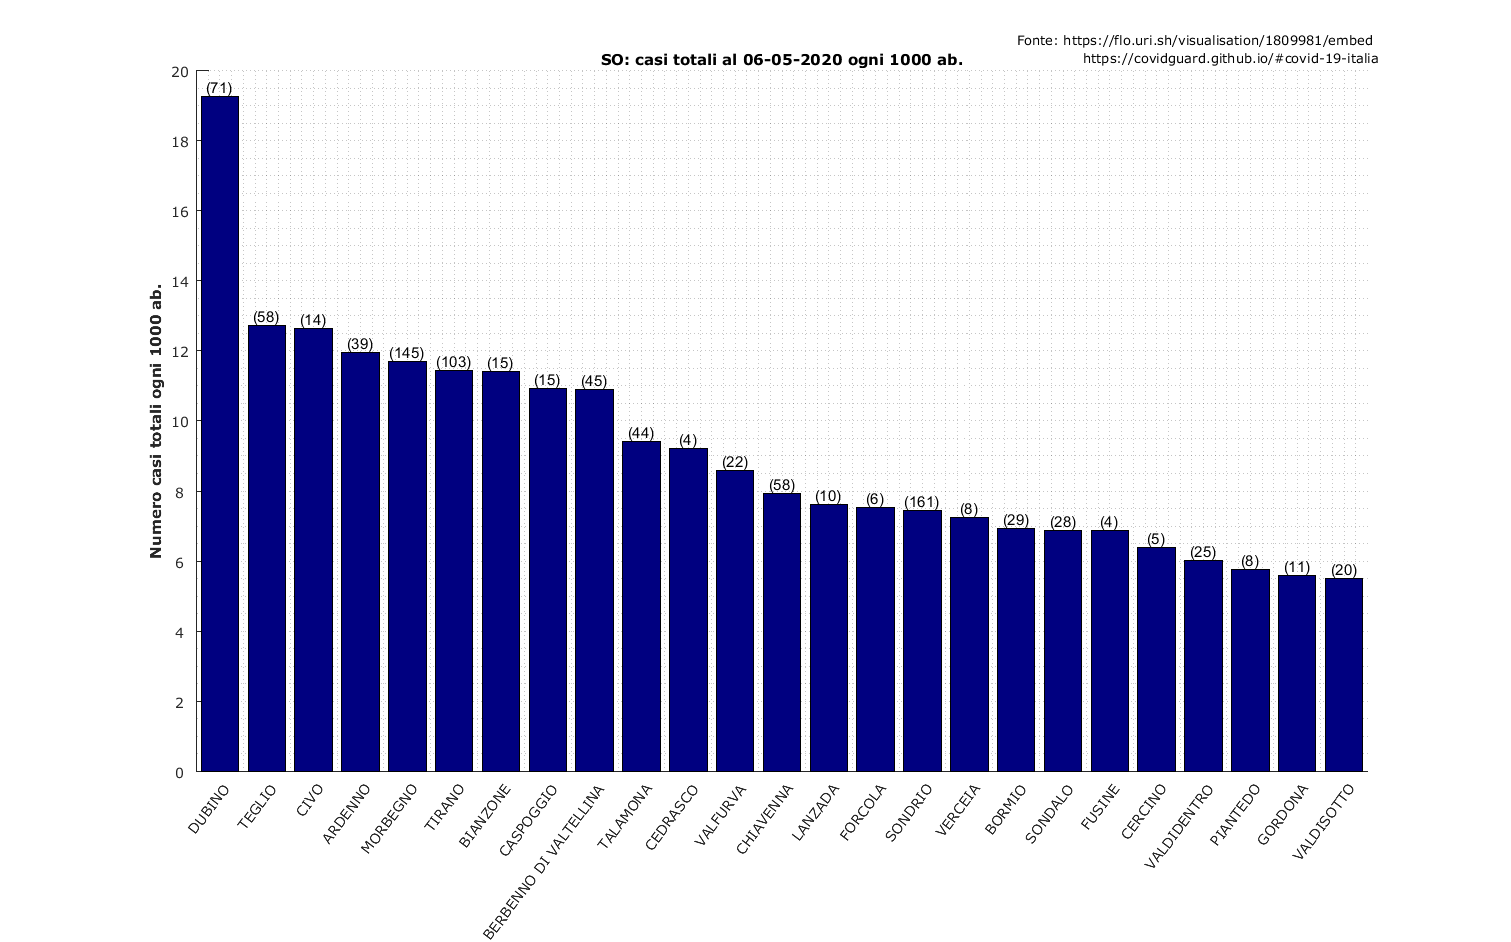 Fonte: https://flo.uri.sh/visualisation/1809981/embed
https://covidguard.github.io/#covid-19-italia
SO: casi totali al 06-05-2020 ogni 1000 ab.
Numero casi totali ogni 1000 ab.
20
18
16
14
12
10
8
6
4
2
0
(71)
(58)
(14)
(39)
(145)
(103)
(15)
(15)
(45)
(44)
(4)
(22)
(58)
(10)
(6)
(161)
(8)
(29)
(28)
(4)
(5)
(25)
(8)
(11)
(20)
DUBINO
TEGLIO
CIVO
ARDENNO
MORBEGNO
TIRANO
BIANZONE
CASPOGGIO
BERBENNO DI VALTELLINA
TALAMONA
CEDRASCO
VALFURVA
CHIAVENNA
LANZADA
FORCOLA
SONDRIO
VERCEIA
BORMIO
SONDALO
FUSINE
CERCINO
VALDIDENTRO
PIANTEDO
GORDONA
VALDISOTTO